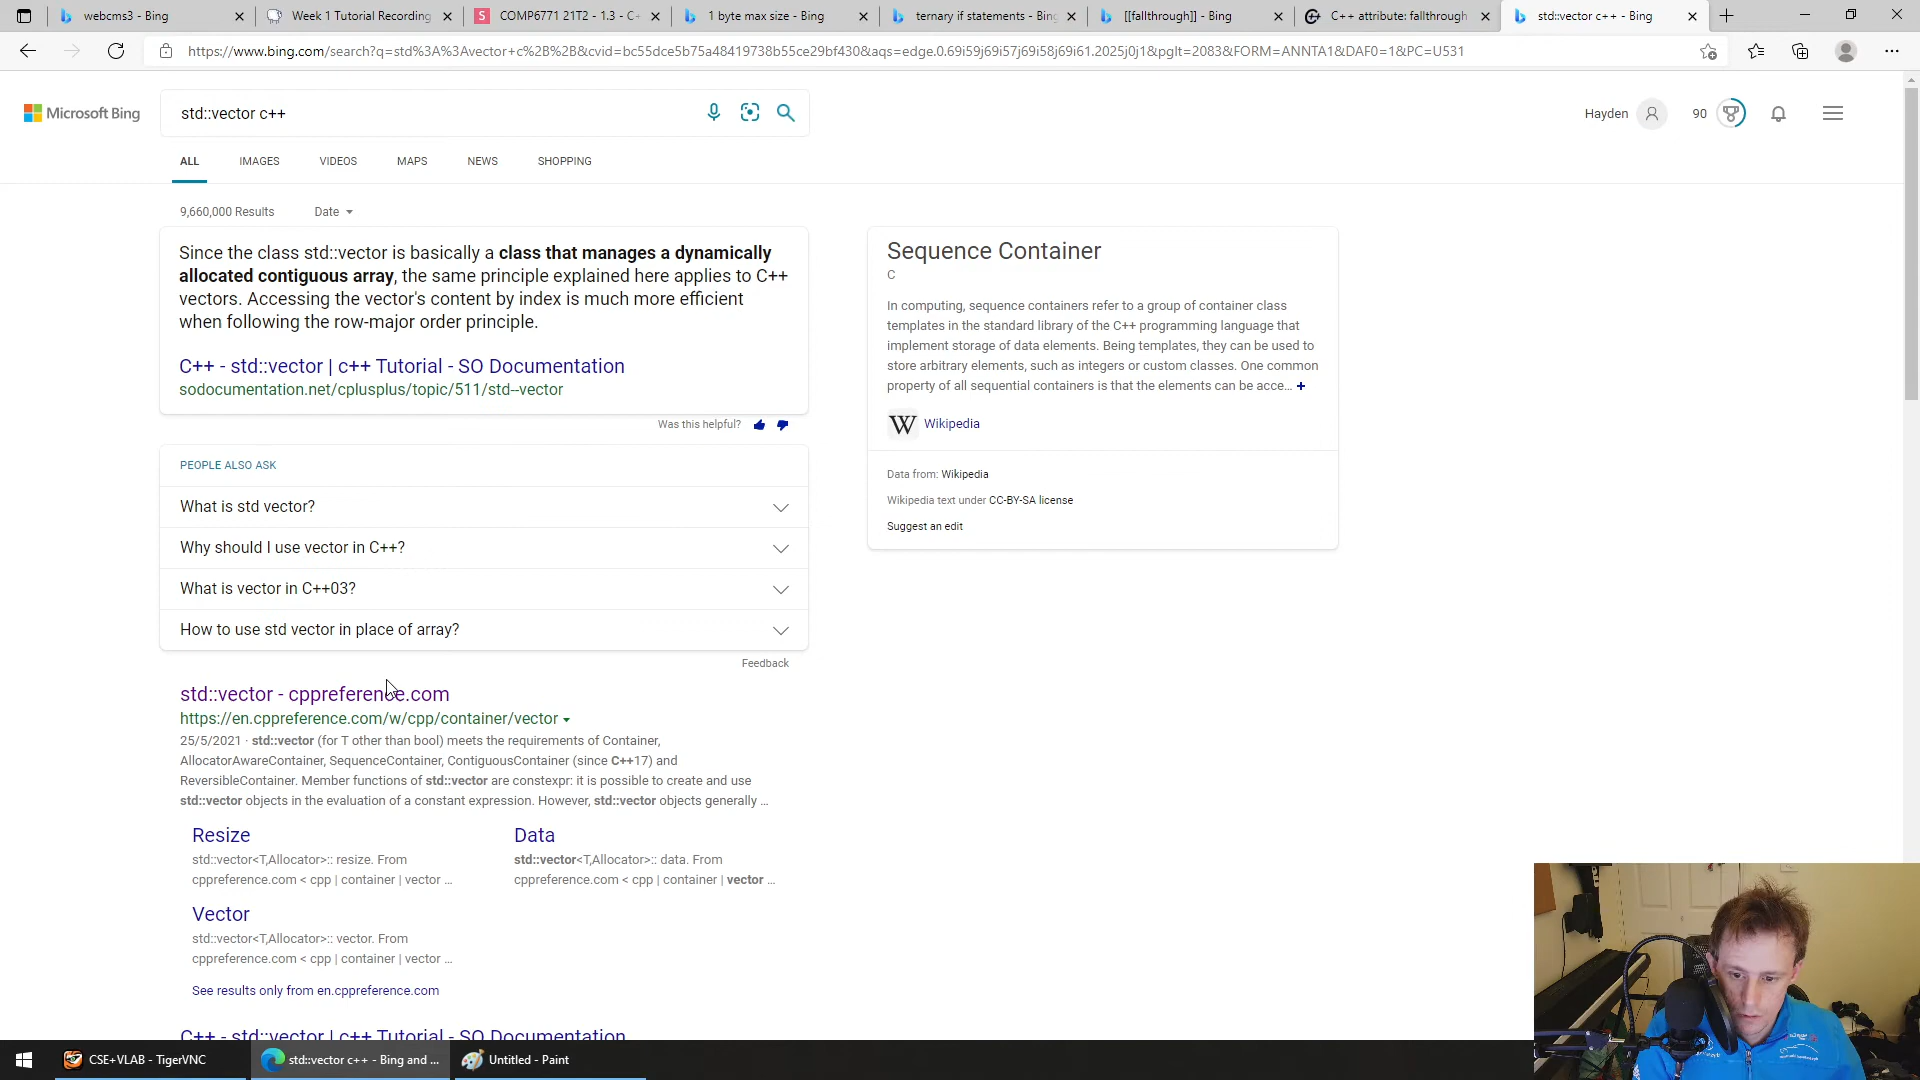 webcms3 - Bing
Week 1 Tutorial Recording
COMP6771 21T2 - 1.3 - C+
1 byte max size - Bing
ternary if statements - Bing
[[fallthrough]] - Bing
C++ attribute: fallthrough
std::vector c++ - Bing
https://www.bing.com/search?q=std%3A%3Avector+c%2B%2B&cvid=bc55dce5b75a48419738b55ce29bf430&aqs=edge.0.69i59j69i57j69i58j69i61.2025j0j1&pglt=2083&FORM=ANNTA1&DAF0=1&PC=U531
Microsoft Bing
std::vector c++
Hayden
90
ALL
IMAGES
VIDEOS
MAPS
NEWS
SHOPPING
9,660,000 Results
Date
Since the class std::vector is basically a class that manages a dynamically
allocated contiguous array, the same principle explained here applies to C++
vectors. Accessing the vector's content by index is much more efficient
when following the row-major order principle.
C++ - std::vector | c++ Tutorial - SO Documentation
sodocumentation.net/cplusplus/topic/511/std--vector
Was this helpful?
PEOPLE ALSO ASK
What is std vector?
Why should I use vector in C++?
What is vector in C++03?
How to use std vector in place of array?
Feedback
std::vector - cppreference.com
https://en.cppreference.com/w/cpp/container/vector
25/5/2021 · std::vector (for T other than bool) meets the requirements of Container,
AllocatorAwareContainer, SequenceContainer, ContiguousContainer (since C++17) and
ReversibleContainer. Member functions of std::vector are constexpr: it is possible to create and use
std::vector objects in the evaluation of a constant expression. However, std::vector objects generally ...
Resize
std::vector<T,Allocator>:: resize. From
cppreference.com < cpp | container | vector ...
Data
std::vector<T,Allocator>:: data. From
cppreference.com < cpp | container | vector ...
Vector
std::vector<T,Allocator>:: vector. From
cppreference.com < cpp | container | vector ...
See results only from en.cppreference.com
C++ - std::vector | c++ Tutorial - SO Documentation
Sequence Container
C
In computing, sequence containers refer to a group of container class
templates in the standard library of the C++ programming language that
implement storage of data elements. Being templates, they can be used to
store arbitrary elements, such as integers or custom classes. One common
property of all sequential containers is that the elements can be acce... +
W Wikipedia
Data from: Wikipedia
Wikipedia text under CC-BY-SA license
Suggest an edit
CSE+VLAB - TigerVNC
std::vector c++ - Bing and ...
Untitled - Paint